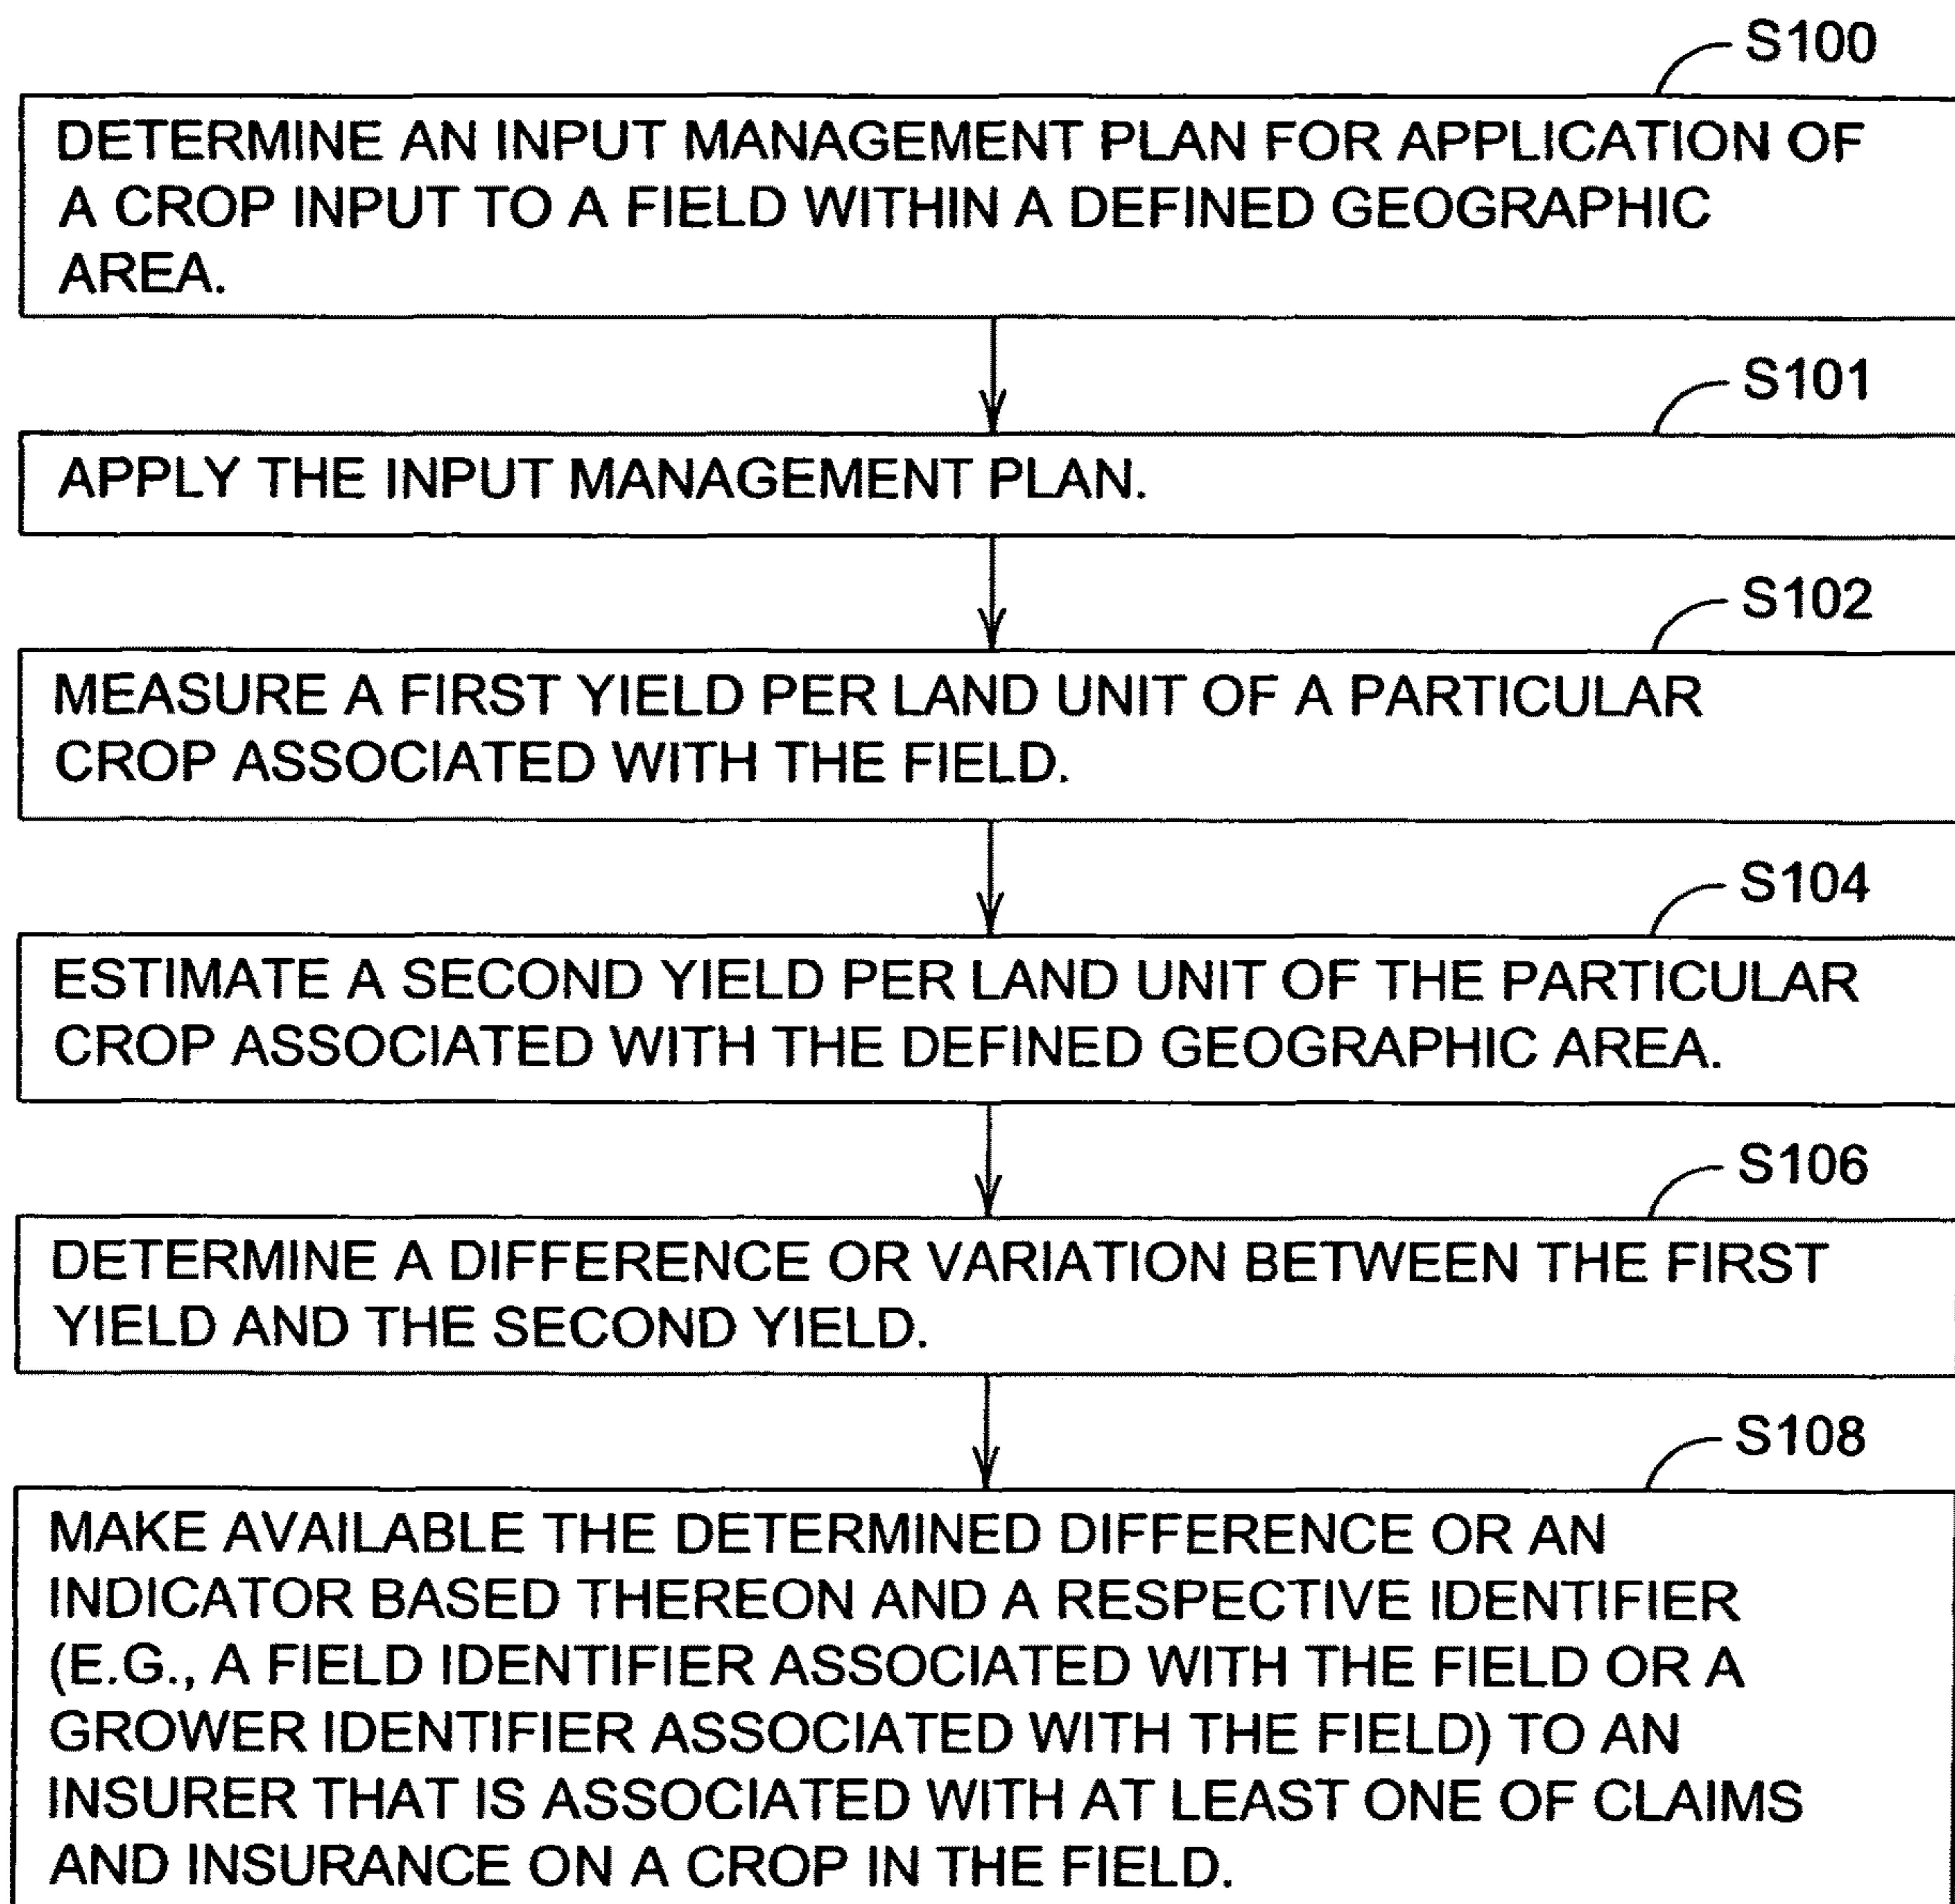 S100
DETERMINE AN INPUT MANAGEMENT PLAN FOR APPLICATION OF
A CROP INPUT TO A FIELD WITHIN A DEFINED GEOGRAPHIC
AREA.
S101
APPLY THE INPUT MANAGEMENT PLAN.
S102
MEASURE A FIRST YIELD PER LAND UNIT OF A PARTICULAR
CROP ASSOCIATED WITH THE FIELD.
S104
ESTIMATE A SECOND YIELD PER LAND UNIT OF THE PARTICULAR
CROP ASSOCIATED WITH THE DEFINED GEOGRAPHIC AREA.
S106
DETERMINE A DIFFERENCE OR VARIATION BETWEEN THE FIRST
YIELD AND THE SECOND YIELD.
S108
MAKE AVAILABLE THE DETERMINED DIFFERENCE OR AN
INDICATOR BASED THEREON AND A RESPECTIVE IDENTIFIER
(E.G., A FIELD IDENTIFIER ASSOCIATED WITH THE FIELD OR A
GROWER IDENTIFIER ASSOCIATED WITH THE FIELD) TO AN
INSURER THAT IS ASSOCIATED WITH AT LEAST ONE OF CLAIMS
AND INSURANCE ON A CROP IN THE FIELD.